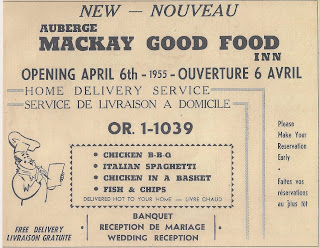 NEW — NOUVEAU
AUBERGE
MACKAY GOOD FOOD
INN
OPENING APRIL 6th - 1955 - OUVERTURE 6 AVRIL
HOME DELIVERY SERVICE
SERVICE DE LIVRAISON A DOMICILE
OR. 1-1039
• CHICKEN B-B-Q
• ITALIAN SPAGHETTI
• CHICKEN IN A BASKET
• FISH & CHIPS
DELIVERED HOT TO YOUR HOME — LIVRE CHAUD
Please
Make Your
Reservation
Early
•
Faites vos
réservations
au plus tôt
FREE DELIVERY
LIVRAISON GRATUITE
BANQUET
RECEPTION DE MARIAGE
WEDDING RECEPTION